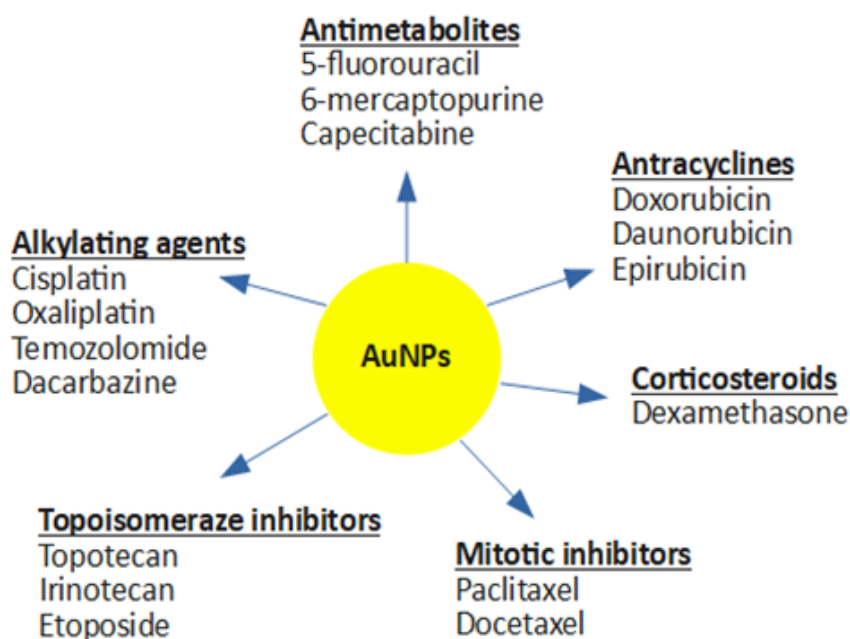 Antimetabolites
5-fluorouracil
6-mercaptopurine
Capecitabine
Antracyclines
Doxorubicin
Daunorubicin
Epirubicin
Alkylating agents
Cisplatin
Oxaliplatin
Temozolomide
Dacarbazine
AuNPs
Corticosteroids
Dexamethasone
Topoisomeraze inhibitors
Topotecan
Irinotecan
Etoposide
Mitotic inhibitors
Paclitaxel
Docetaxel